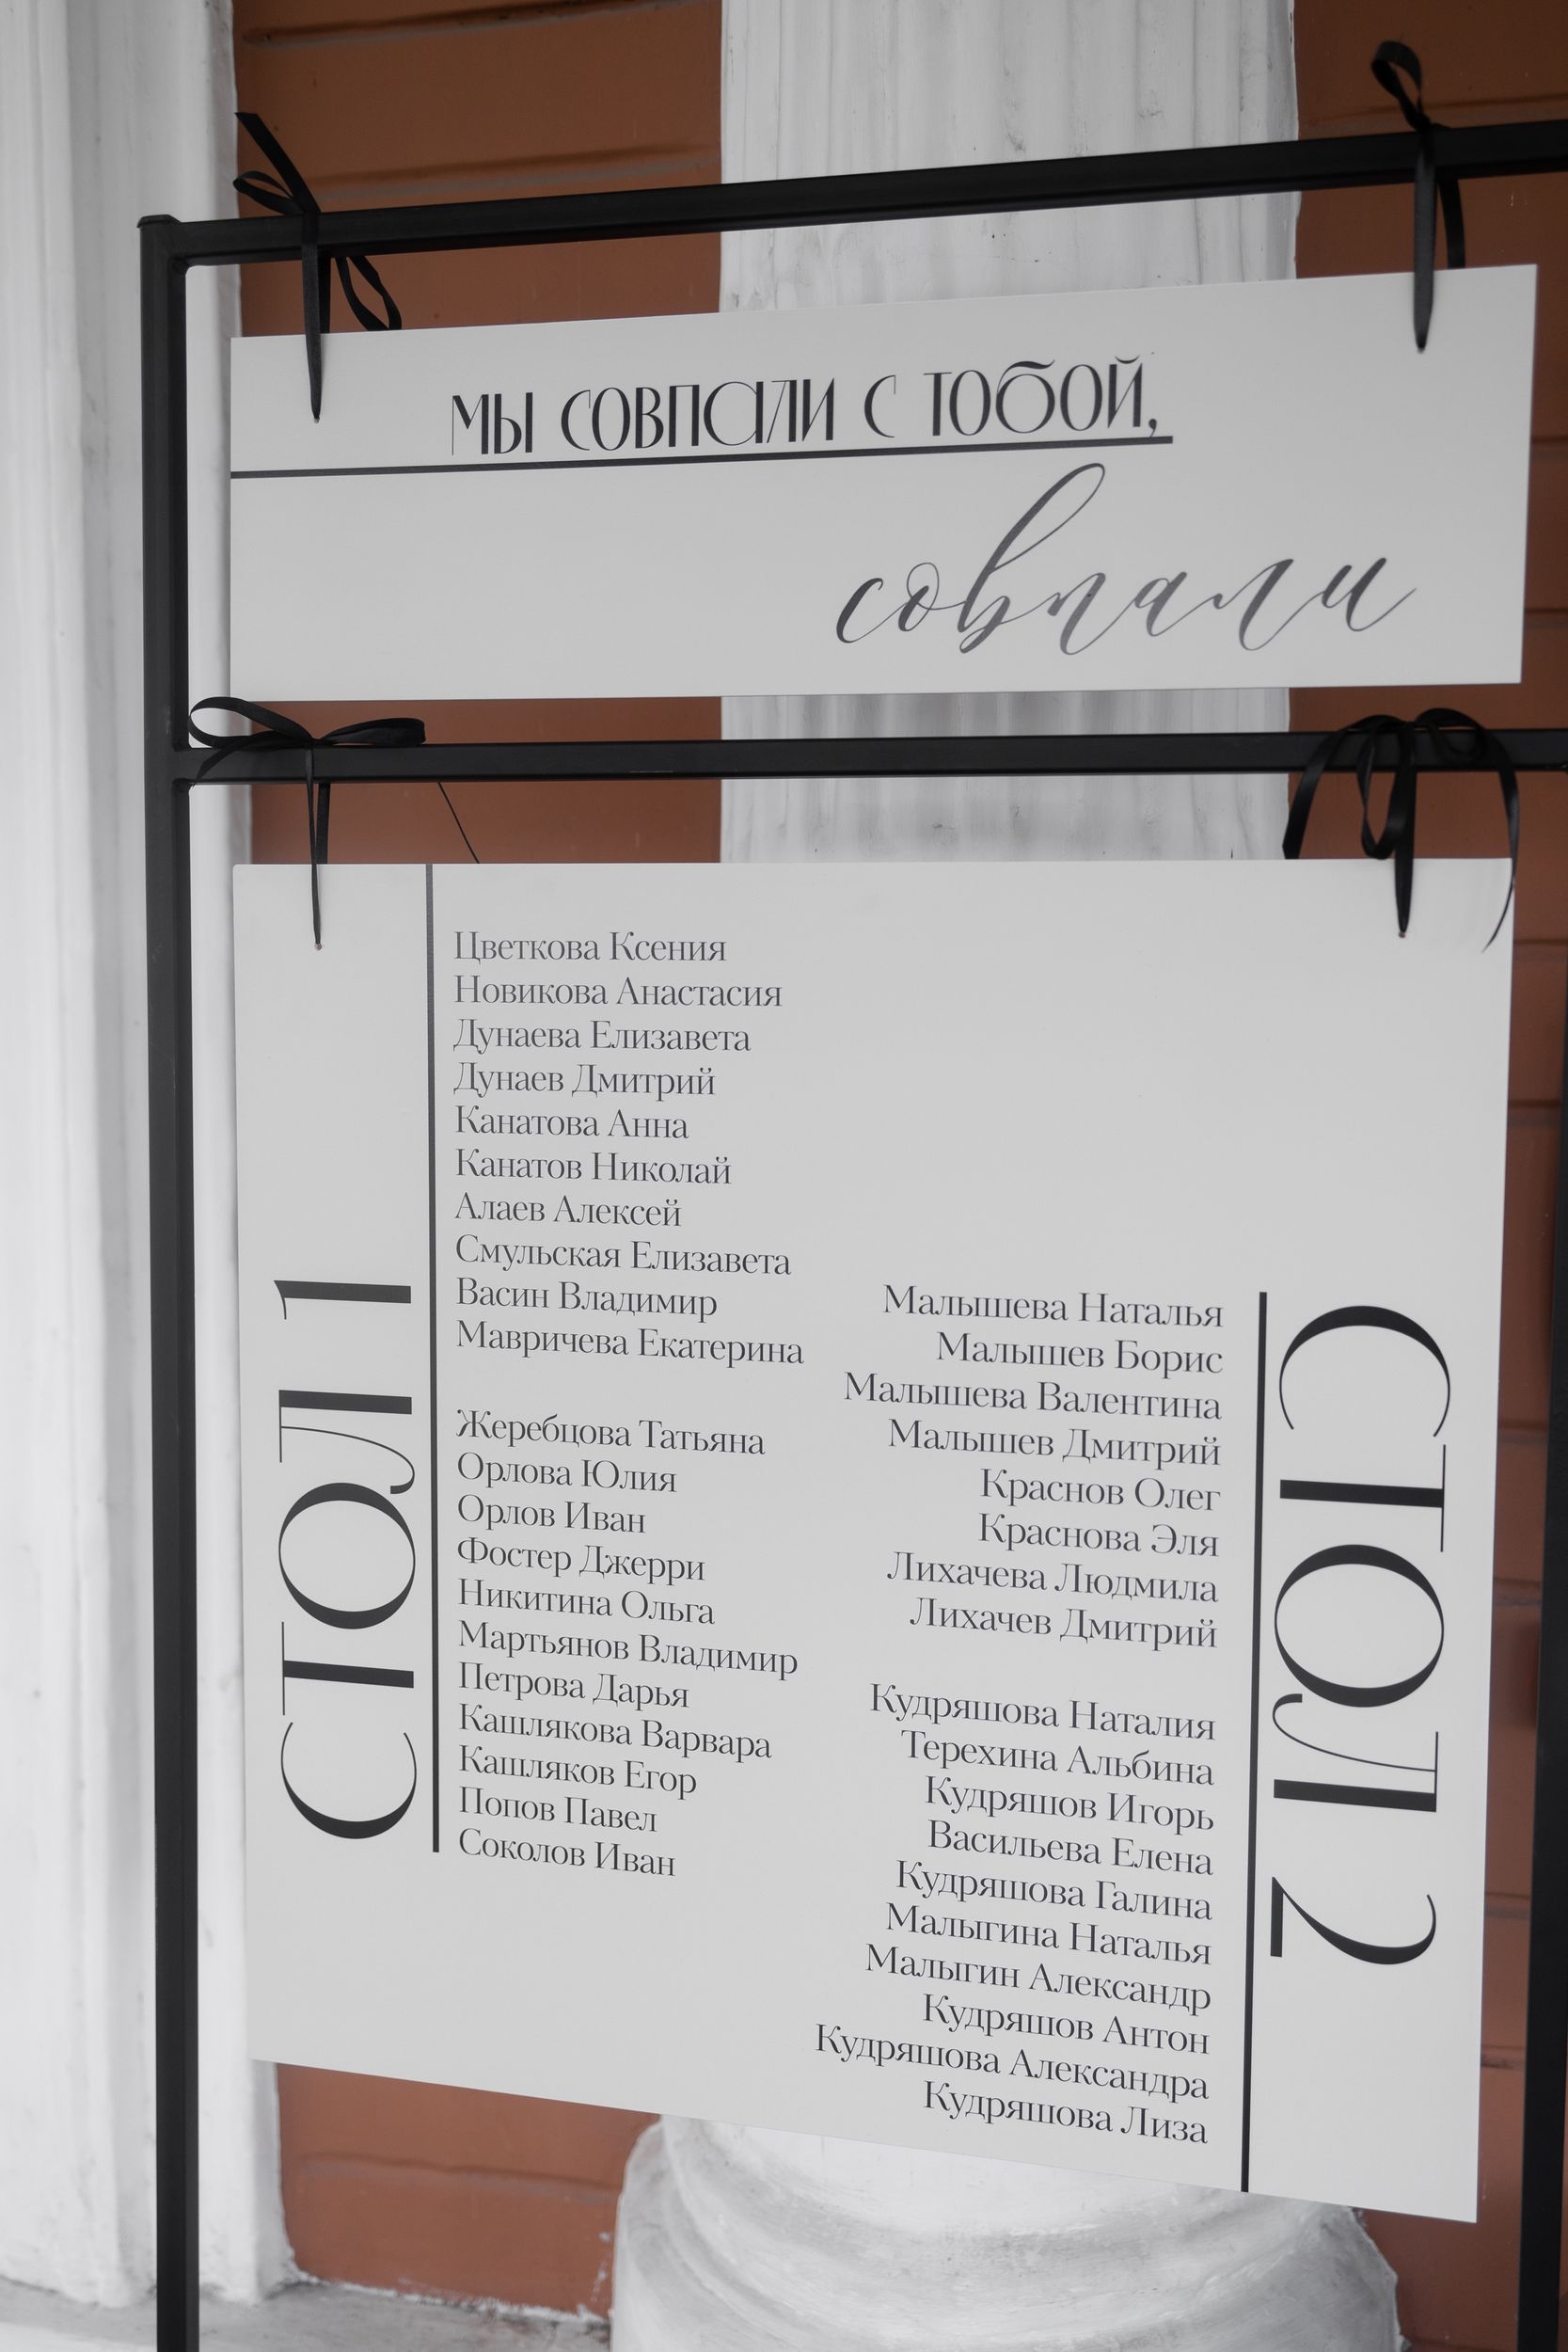 МЫ СОВПАЛИ С ТОБОЙ,
совпали
СТОЛ 1
Цветкова Ксения
Новикова Анастасия
Дунаева Елизавета
Дунаев Дмитрий
Канатова Анна
Канатов Николай
Алаев Алексей
Смульская Елизавета
Васин Владимир
Мавричева Екатерина
Жеребцова Татьяна
Орлова Юлия
Орлов Иван
Фостер Джерри
Никитина Ольга
Мартьянов Владимир
Петрова Дарья
Кашлякова Варвара
Кашляков Егор
Попов Павел
Соколов Иван
СТОЛ 2
Малышева Наталья
Малышев Борис
Малышева Валентина
Малышев Дмитрий
Краснов Олег
Краснова Эля
Лихачева Людмила
Лихачев Дмитрий
Кудряшова Наталия
Терехина Альбина
Кудряшов Игорь
Васильева Елена
Кудряшова Галина
Малыгина Наталья
Малыгин Александр
Кудряшов Антон
Кудряшова Александра
Кудряшова Лиза